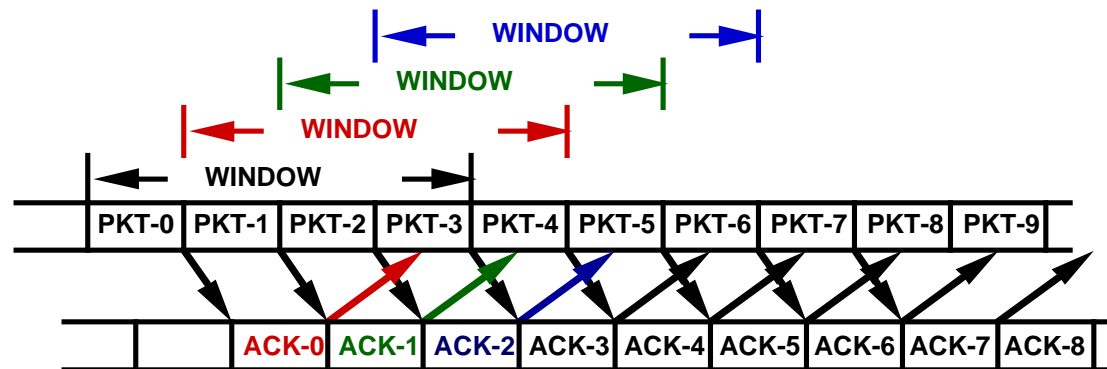 WINDOW
WINDOW
WINDOW
WINDOW
PKT-0 PKT-1 PKT-2 PKT-3 PKT-4 PKT-5 PKT-6 PKT-7 PKT-8 PKT-9
ACK-0 ACK-1 ACK-2 ACK-3 ACK-4 ACK-5 ACK-6 ACK-7 ACK-8